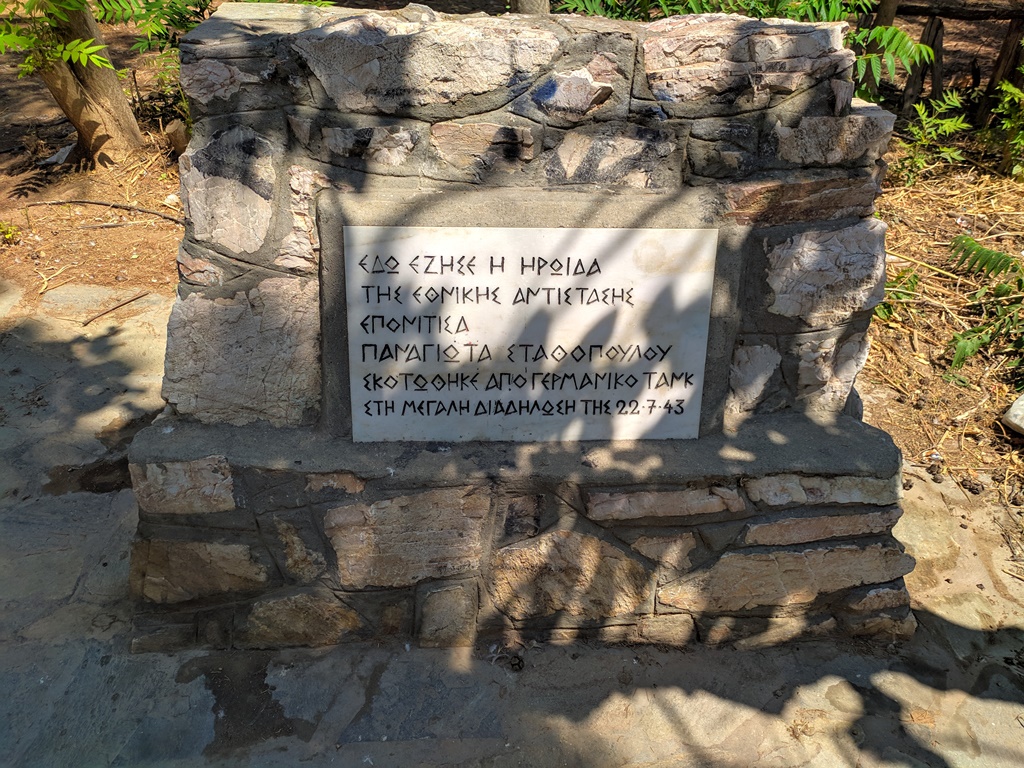 ΕΔΩ ΕΖΗΣΕ Η ΗΡΩΙΔΑ
ΤΗΣ ΕΘΝΙΚΗΣ ΑΝΤΙΣΤΑΣΗΣ
ΕΠΟΝΙΤΙΣΑ
ΠΑΝΑΓΙΩΤΑ ΣΤΑΘΟΠΟΥΛΟΥ
ΣΚΟΤΩΘΗΚΕ ΑΠΟ ΓΕΡΜΑΝΙΚΟ ΤΑΝΚ
ΣΤΗ ΜΕΓΑΛΗ ΔΙΑΔΗΛΩΣΗ ΤΗΣ 22·7·43